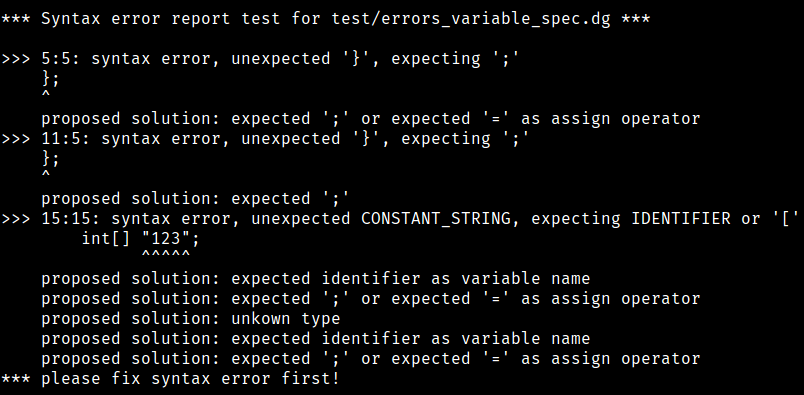 *** Syntax error report test for test/errors_variable_spec.dg ***
>>> 5:5: syntax error, unexpected '}', expecting ';'
};
^
proposed solution: expected ';' or expected '=' as assign operator
>>> 11:5: syntax error, unexpected '}', expecting ';'
};
^
proposed solution: expected ';'
>>> 15:15: syntax error, unexpected CONSTANT_STRING, expecting IDENTIFIER or '['
int[] "123";
^^^^^
proposed solution: expected identifier as variable name
proposed solution: expected ';' or expected '=' as assign operator
proposed solution: unkown type
proposed solution: expected identifier as variable name
proposed solution: expected ';' or expected '=' as assign operator
*** please fix syntax error first!